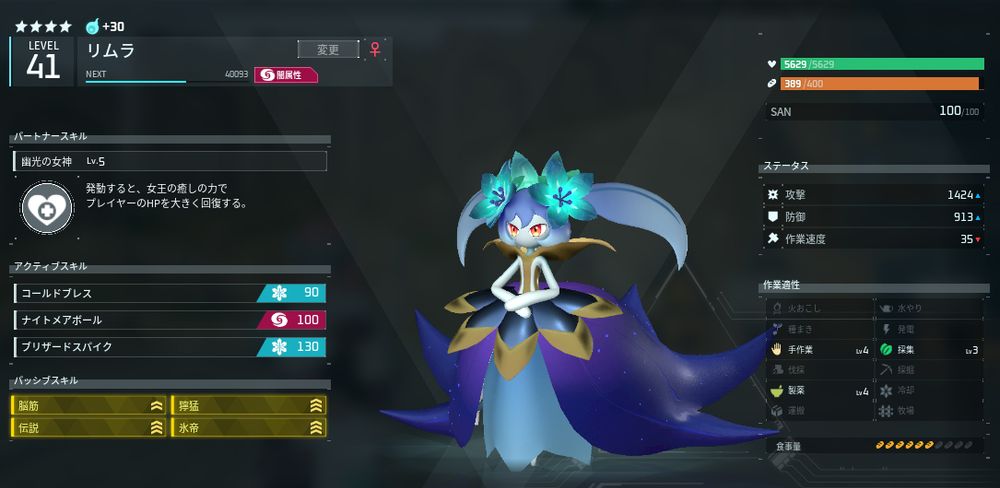 +30
LEVEL
41
リムラ
変更
NEXT
40093
闇属性
パートナースキル
幽光の女神 Lv.5
発動すると、女王の癒しの力で
プレイヤーのHPを大きく回復する。
アクティブスキル
コールドブレス 90
ナイトメアボール 100
ブリザードスパイク 130
パッシブスキル
脳筋
獰猛
伝説
氷帝
5629/5629
389/400
SAN 100/100
ステータス
攻撃 1424
防御 913
作業速度 35
作業適性
火おこし
水やり
種まき
発電
手作業 Lv4
採集 Lv3
伐採
採掘
製薬 Lv4
冷却
運搬
牧場
食事量